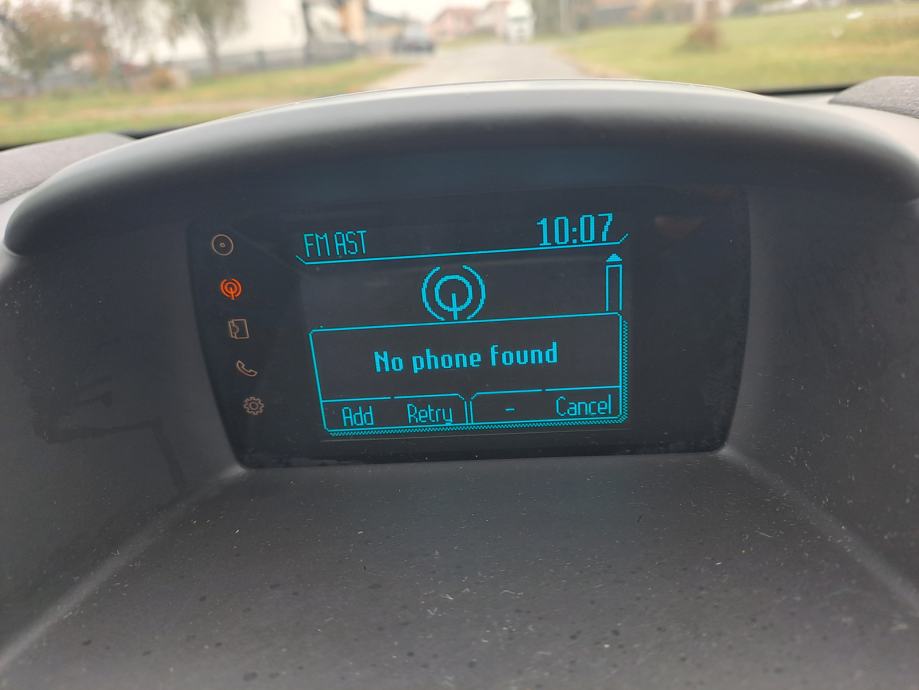 FM AST 10:07
No phone found
Add Retry - Cancel